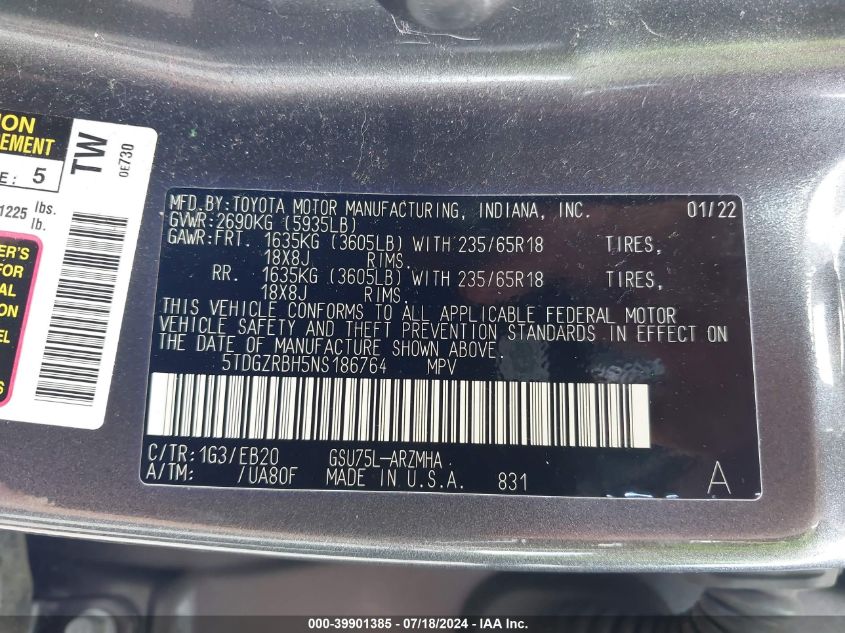 ION
REMENT
E: 5
1225 lbs.
lb.
TW
0E730
ER'S
FOR
AL
ION
EL
S
MFD.BY:TOYOTA MOTOR MANUFACTURING, INDIANA, INC. 01/22
GVWR:2690KG (5935LB)
GAWR:FRT. 1635KG (3605LB) WITH 235/65R18 TIRES,
18X8J RIMS.
RR. 1635KG (3605LB) WITH 235/65R18 TIRES,
18X8J RIMS.
THIS VEHICLE CONFORMS TO ALL APPLICABLE FEDERAL MOTOR
VEHICLE SAFETY AND THEFT PREVENTION STANDARDS IN EFFECT ON
THE DATE OF MANUFACTURE SHOWN ABOVE.
5TDGZRBH5NS186764 MPV
C/TR:1G3/EB20 GSU75L-ARZMHA
A/TM: /UA80F MADE IN U.S.A. 831 A
000-39901385 - 07/18/2024 - IAA Inc.